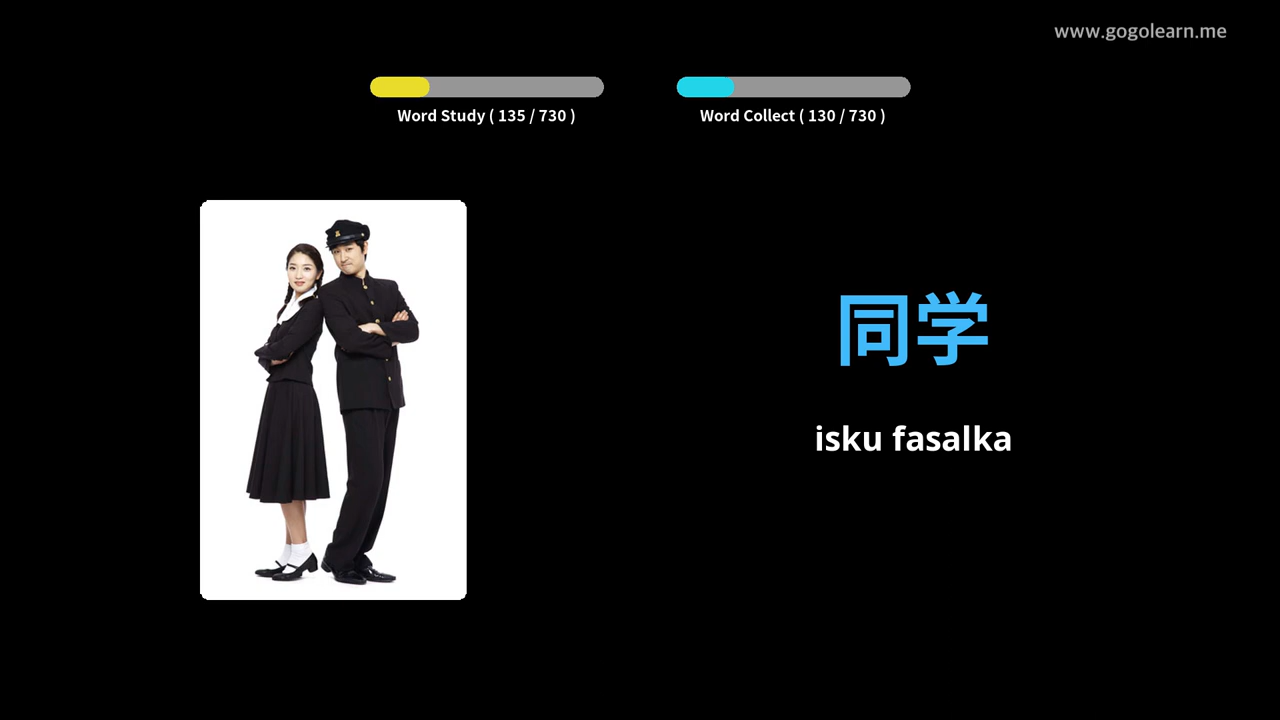 www.gogolearn.me
Word Study ( 135 / 730 )
Word Collect ( 130 / 730 )
同学
isku fasalka